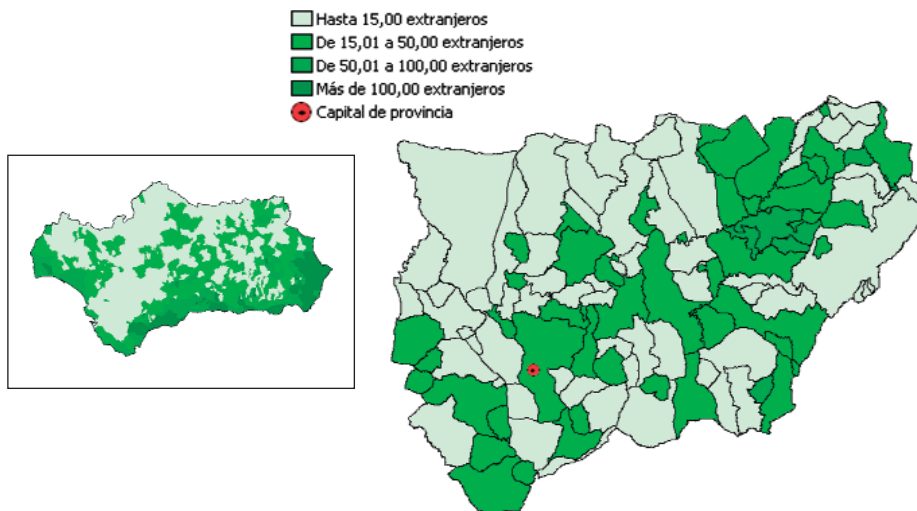 Hasta 15,00 extranjeros
De 15,01 a 50,00 extranjeros
De 50,01 a 100,00 extranjeros
Más de 100,00 extranjeros
Capital de provincia